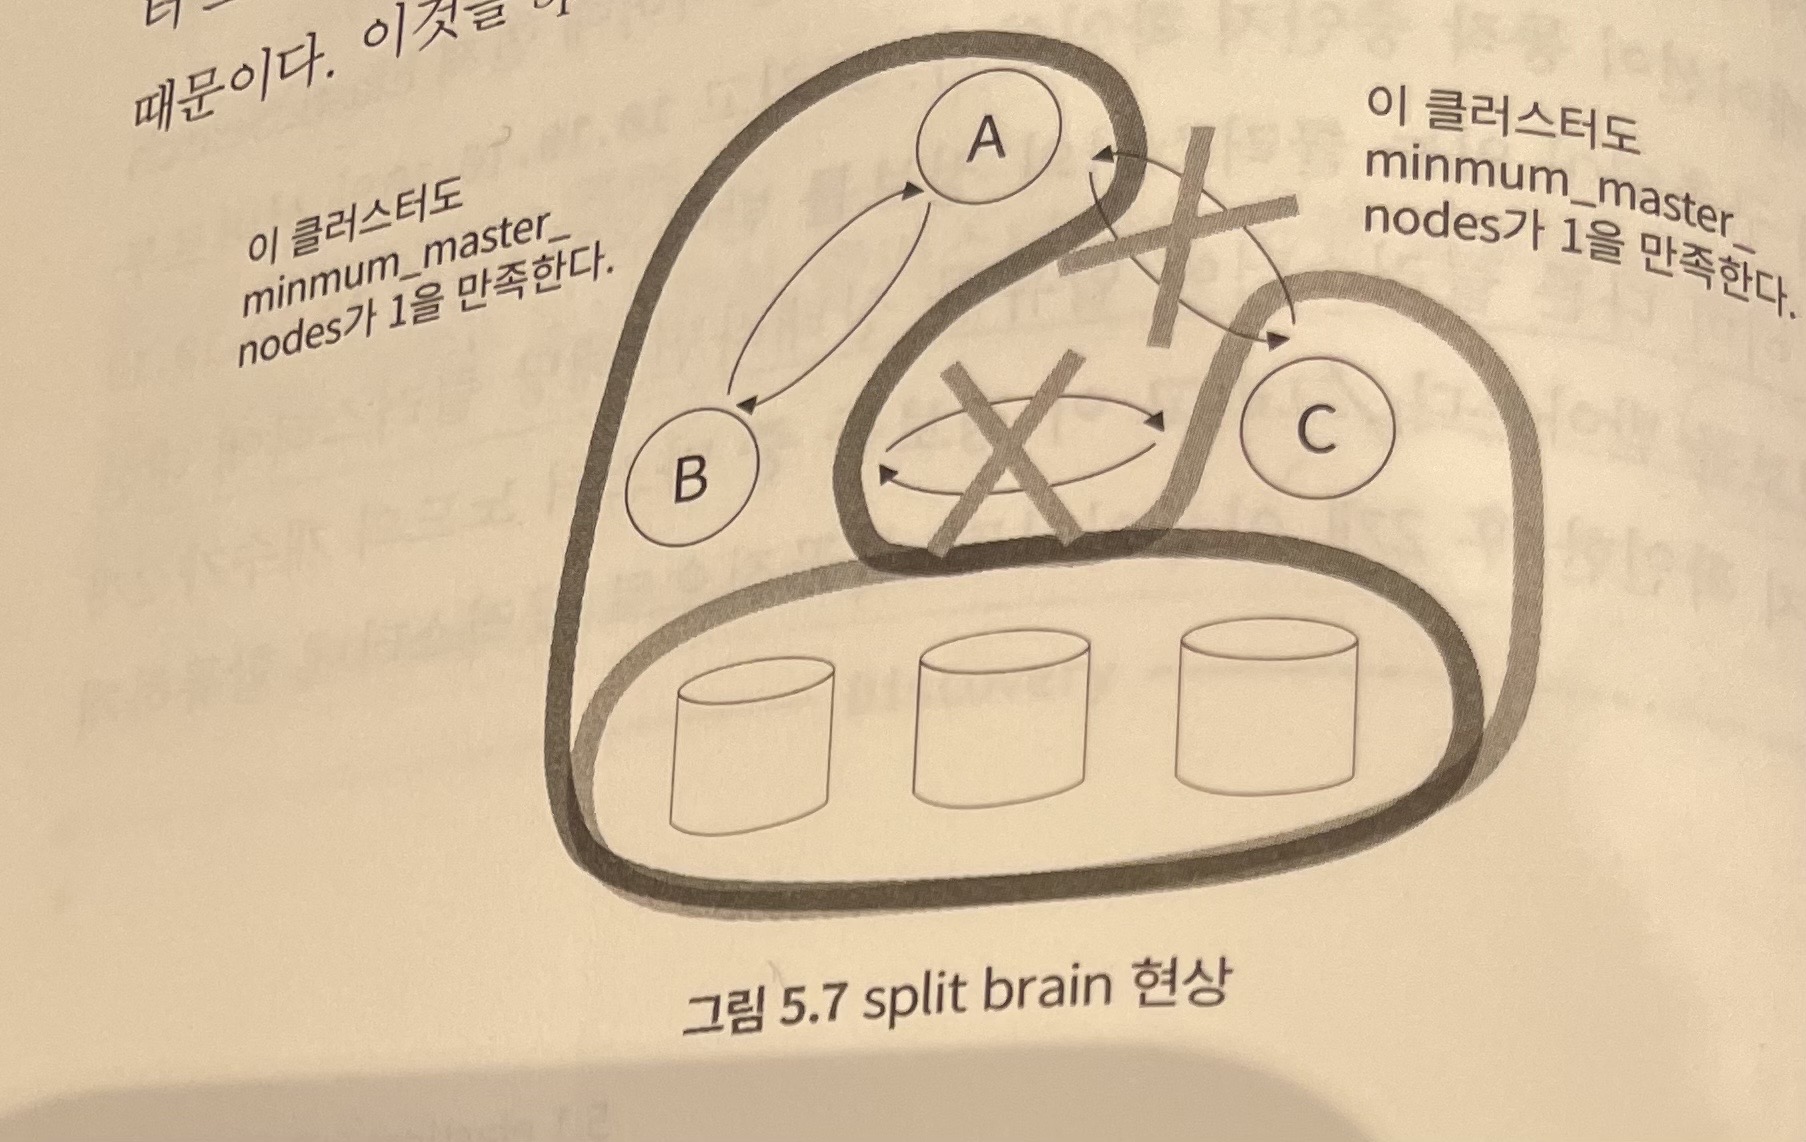 때문이다. 이것을
이 클러스터도
minmum_master_
nodes가 1을 만족한다.
A
이 클러스터도
minmum_master_
nodes가 1을 만족한다.
B
C
그림 5.7 split brain 현상